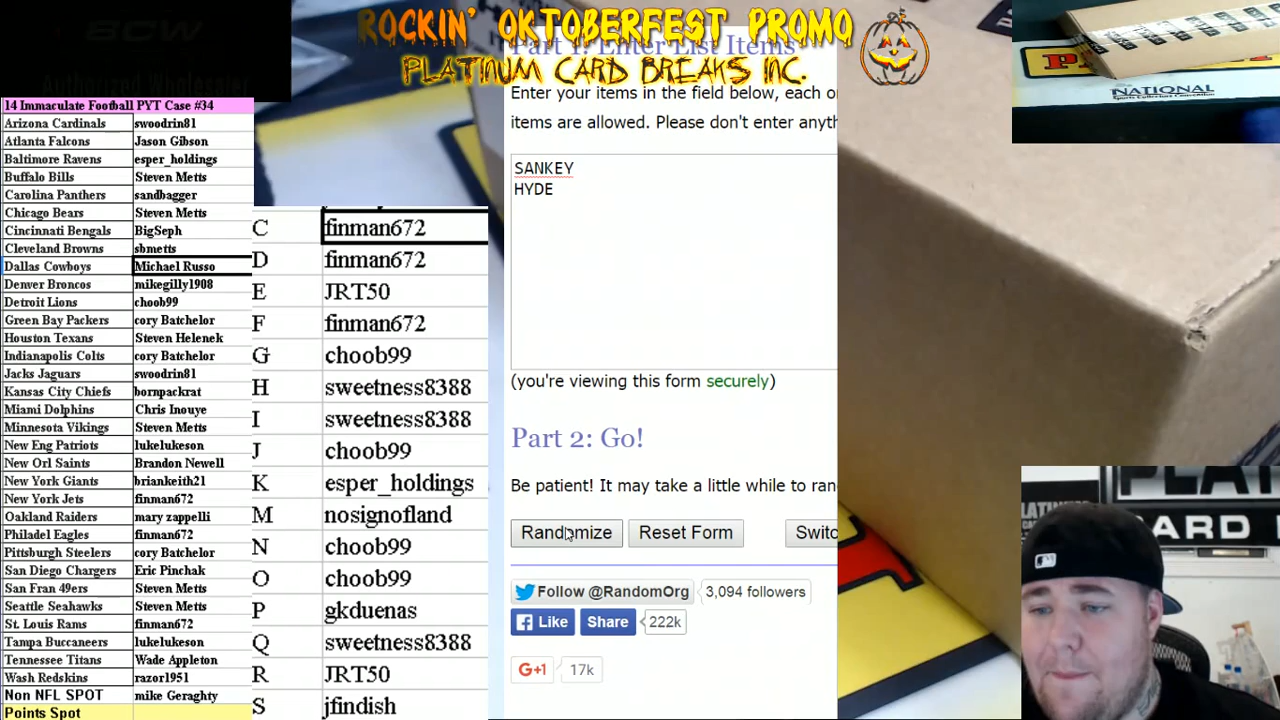 ROCKIN' OKTOBERFEST PROMO
PLATINUM CARD BREAKS INC.
14 Immaculate Football PYT Case #34
Arizona Cardinals swoodrin81
Atlanta Falcons Jason Gibson
Baltimore Ravens esper_holdings
Buffalo Bills Steven Metts
Carolina Panthers sandbagger
Chicago Bears Steven Metts
Cincinnati Bengals BigSeph
Cleveland Browns sbmetts
Dallas Cowboys Michael Russo
Denver Broncos mikegilly1908
Detroit Lions choob99
Green Bay Packers cory Batchelor
Houston Texans Steven Helenek
Indianapolis Colts cory Batchelor
Jacks Jaguars swoodrin81
Kansas City Chiefs bornpackrat
Miami Dolphins Chris Inouye
Minnesota Vikings Steven Metts
New Eng Patriots lukelukeson
New Orl Saints Brandon Newell
New York Giants briankeith21
New York Jets finman672
Oakland Raiders mary zappelli
Philadel Eagles finman672
Pittsburgh Steelers cory Batchelor
San Diego Chargers Eric Pinchak
San Fran 49ers Steven Metts
Seattle Seahawks Steven Metts
St. Louis Rams finman672
Tampa Buccaneers lukelukeson
Tennessee Titans Wade Appleton
Wash Redskins razor1951
Non NFL SPOT mike Geraghty
Points Spot
C finman672
D finman672
E JRT50
F finman672
G choob99
H sweetness8388
I sweetness8388
J choob99
K esper_holdings
M nosignofland
N choob99
O choob99
P gkduenas
Q sweetness8388
R JRT50
S jfindish
Part 1: Enter List Items
Enter your items in the field below, each o
items are allowed. Please don't enter anyth
SANKEY
HYDE
(you're viewing this form securely)
Part 2: Go!
Be patient! It may take a little while to ran
Randomize Reset Form Switc
Follow @RandomOrg 3,094 followers
Like Share 222k
G+1 17k
NATIONAL
CARD